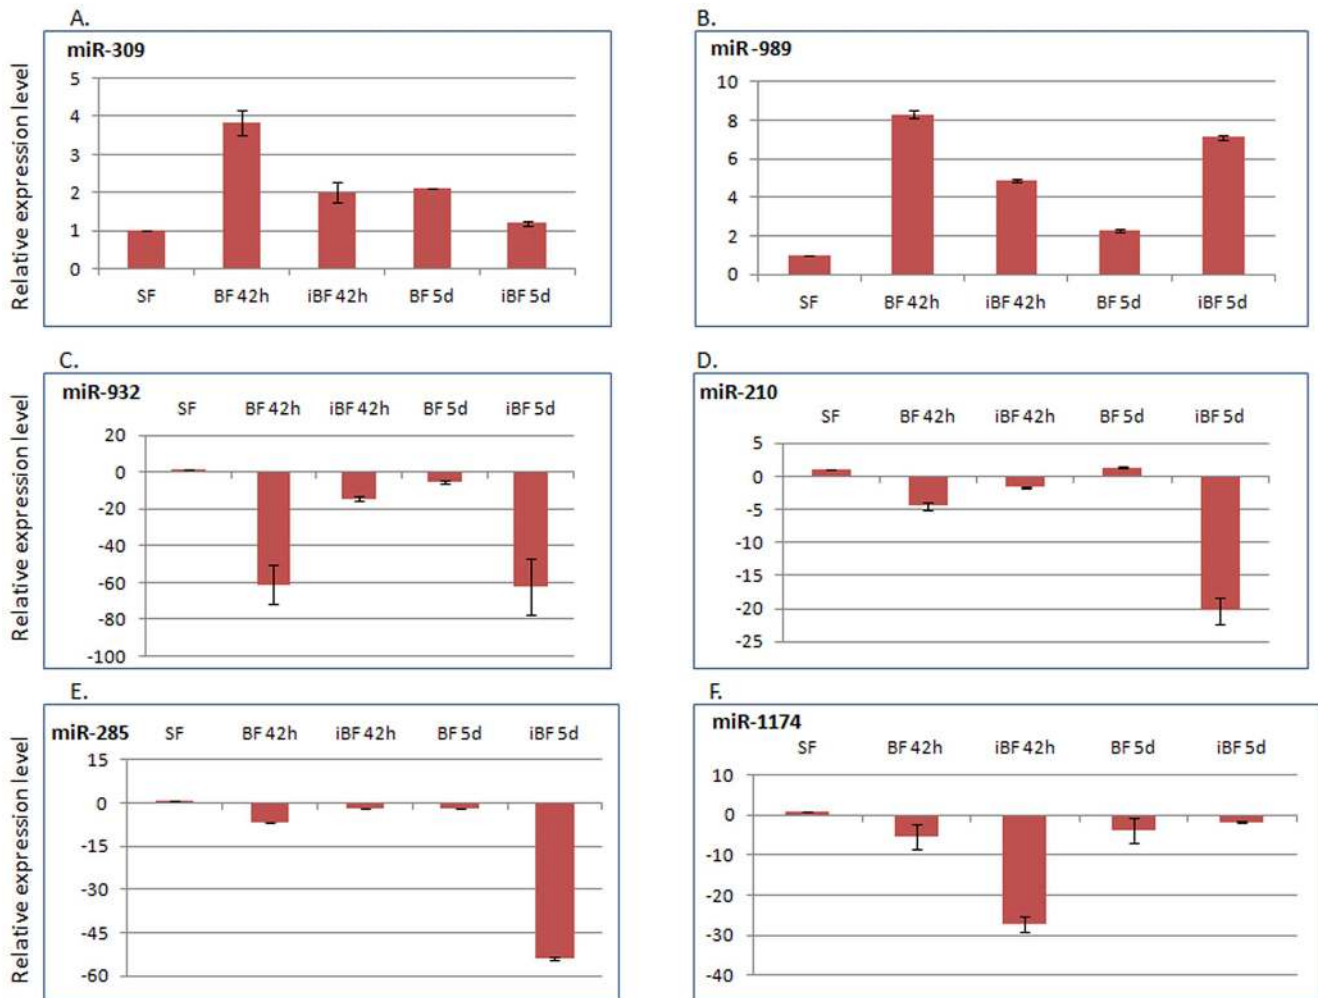 A.
miR-309
Relative expression level
5
4
3
2
1
0
SF BF 42h iBF 42h BF 5d iBF 5d
B.
miR-989
10
8
6
4
2
0
SF BF 42h iBF 42h BF 5d iBF 5d
C.
miR-932
Relative expression level
SF BF 42h iBF 42h BF 5d iBF 5d
20
0
-20
-40
-60
-80
-100
D.
miR-210
SF BF 42h iBF 42h BF 5d iBF 5d
5
0
-5
-10
-15
-20
-25
E.
miR-285 SF BF 42h iBF 42h BF 5d iBF 5d
Relative expression level
15
0
-15
-30
-45
-60
F.
miR-1174
SF BF 42h iBF 42h BF 5d iBF 5d
10
0
-10
-20
-30
-40